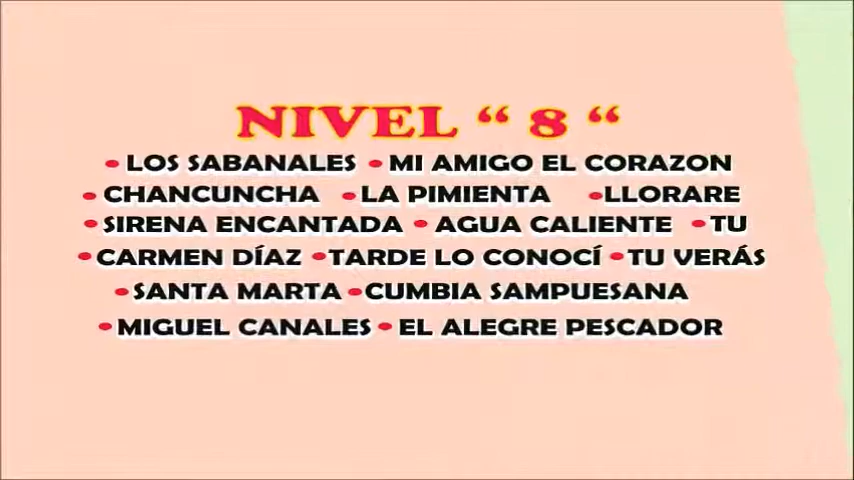 NIVEL “ 8 “
• LOS SABANALES • MI AMIGO EL CORAZON
• CHANCUNCHA • LA PIMIENTA • LLORARE
• SIRENA ENCANTADA • AGUA CALIENTE • TU
• CARMEN DÍAZ • TARDE LO CONOCÍ • TU VERÁS
• SANTA MARTA • CUMBIA SAMPUESANA
• MIGUEL CANALES • EL ALEGRE PESCADOR